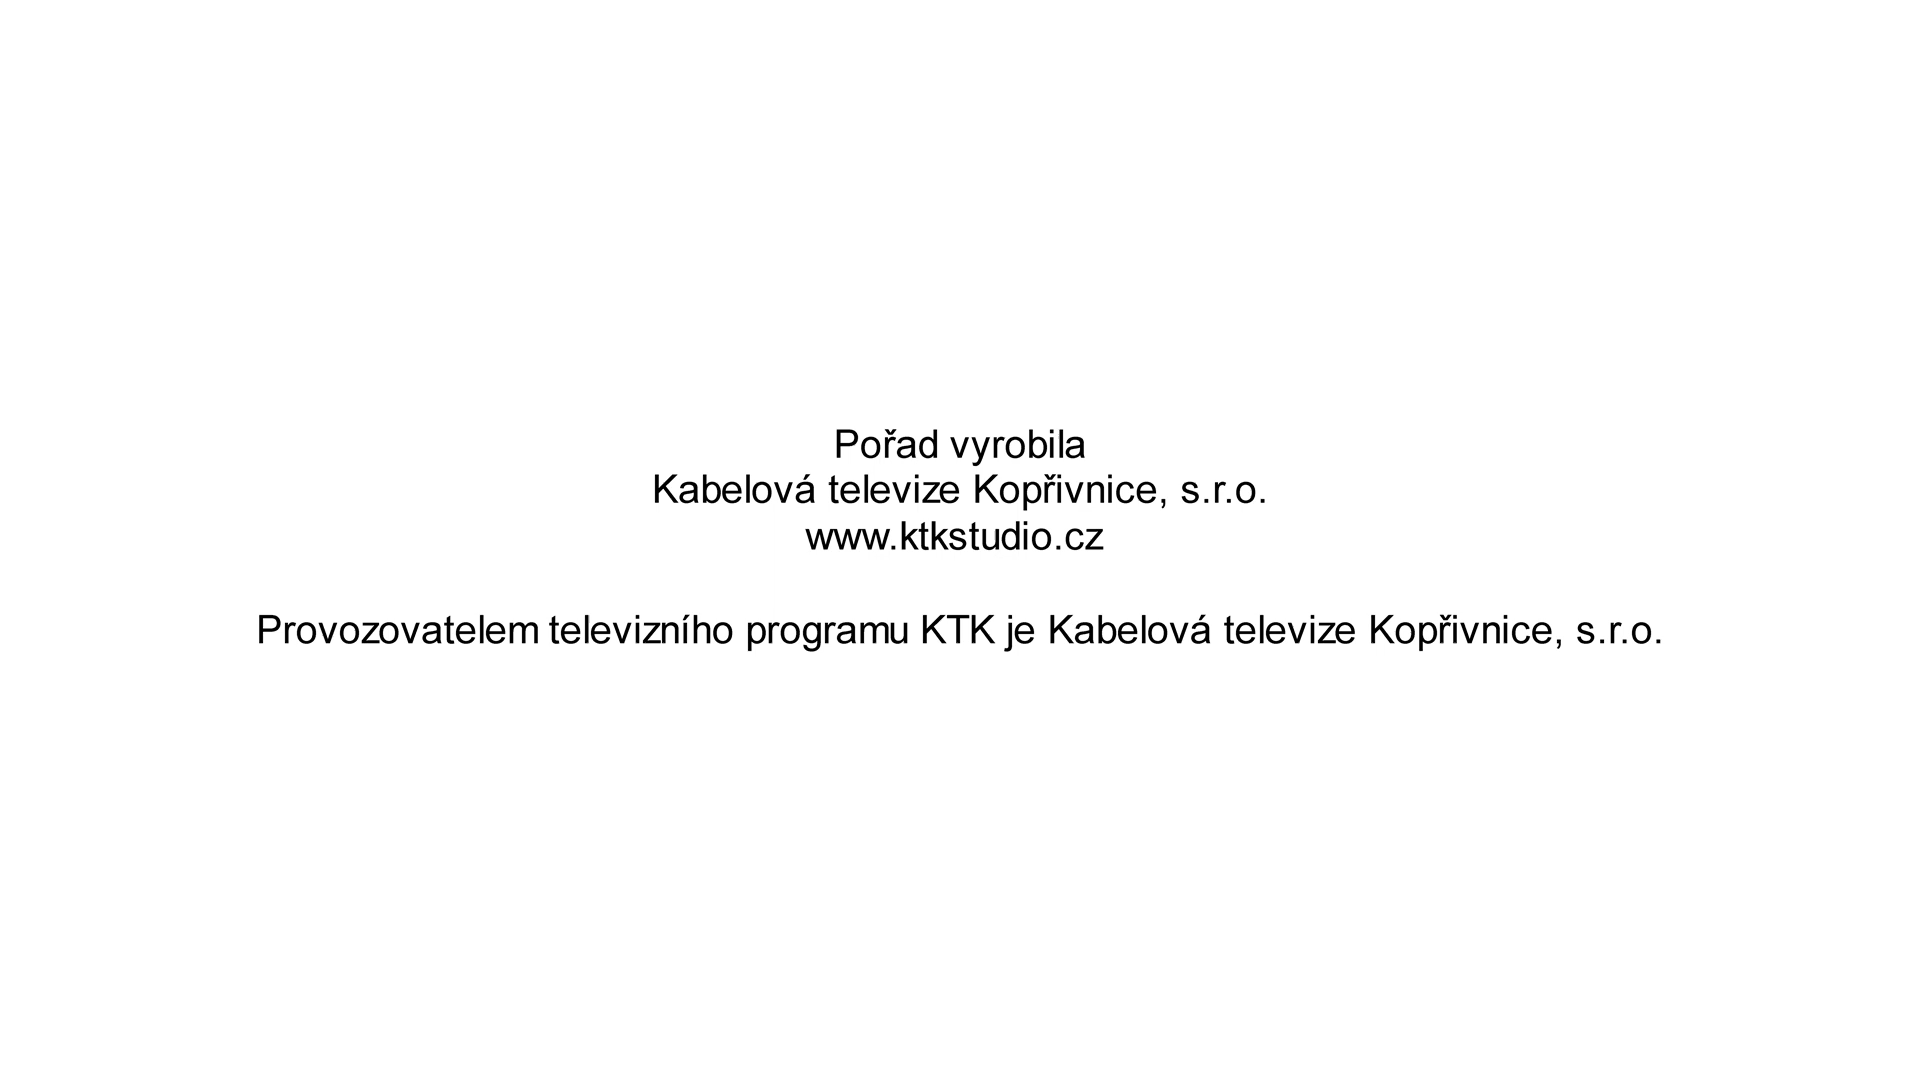 Pořad vyrobila
Kabelová televize Kopřivnice, s.r.o.
www.ktkstudio.cz
Provozovatelem televizního programu KTK je Kabelová televize Kopřivnice, s.r.o.